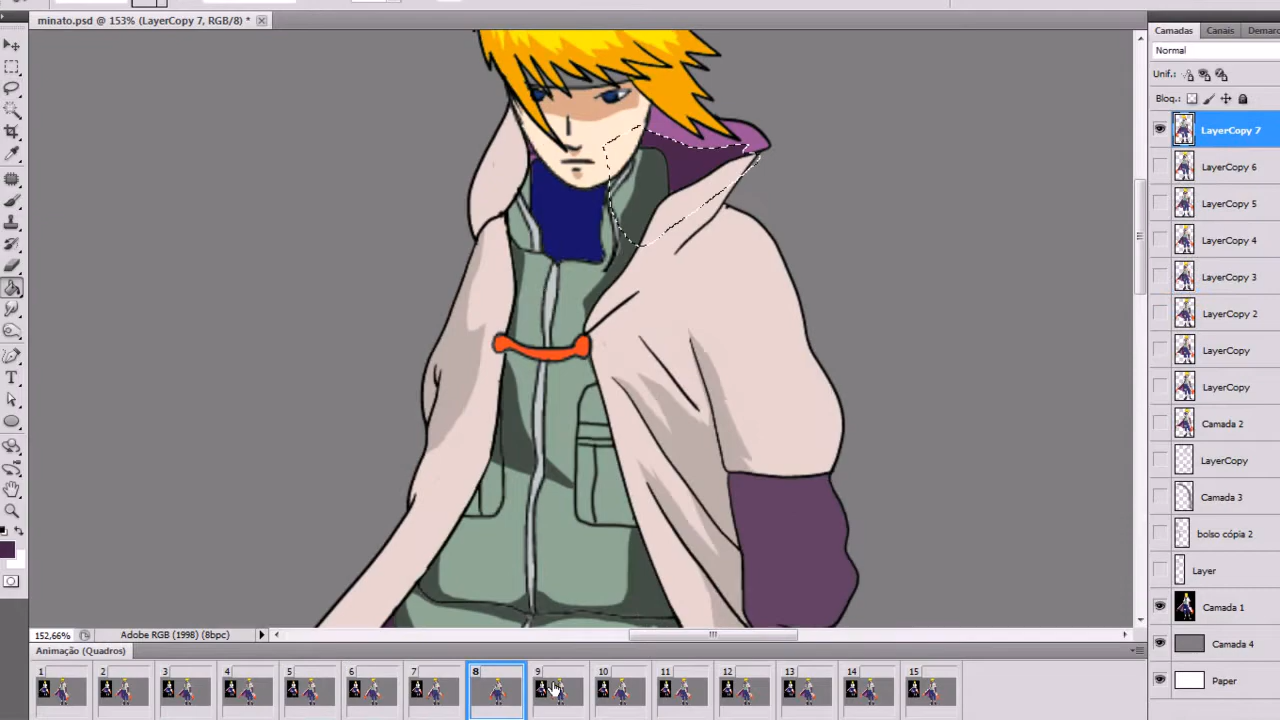 minato.psd @ 153% (LayerCopy 7, RGB/8) *
Camadas
Canais
Demarc
Normal
Unif.:
Bloq.:
LayerCopy 7
LayerCopy 6
LayerCopy 5
LayerCopy 4
LayerCopy 3
LayerCopy 2
LayerCopy
LayerCopy
Camada 2
LayerCopy
Camada 3
bolso cópia 2
Layer
Camada 1
Camada 4
Paper
152,66%
Adobe RGB (1998) (8bpc)
Animação (Quadros)
1 2 3 4 5 6 7 8 9 10 11 12 13 14 15